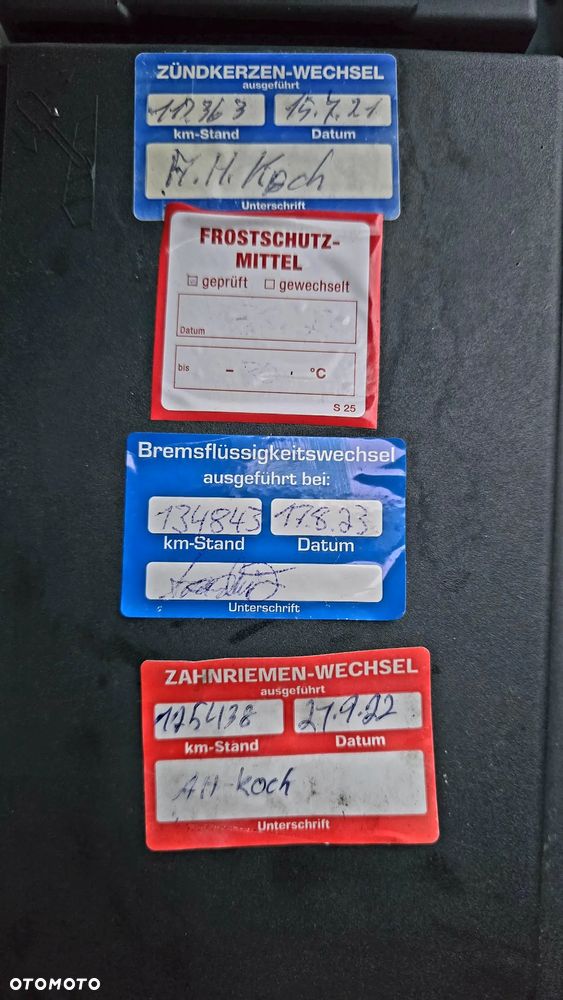 ZÜNDKERZEN-WECHSEL
ausgeführt
117.363 15.7.21
km-Stand Datum
A.H. Koch
Unterschrift
FROSTSCHUTZ-
MITTEL
geprüft gewechselt
Datum
bis - °C
S 25
Bremsflüssigkeitswechsel
ausgeführt bei:
134843 17.8.23
km-Stand Datum
Unterschrift
ZAHNRIEMEN-WECHSEL
ausgeführt
125438 27.9.22
km-Stand Datum
AH-Koch
Unterschrift
OTOMOTO